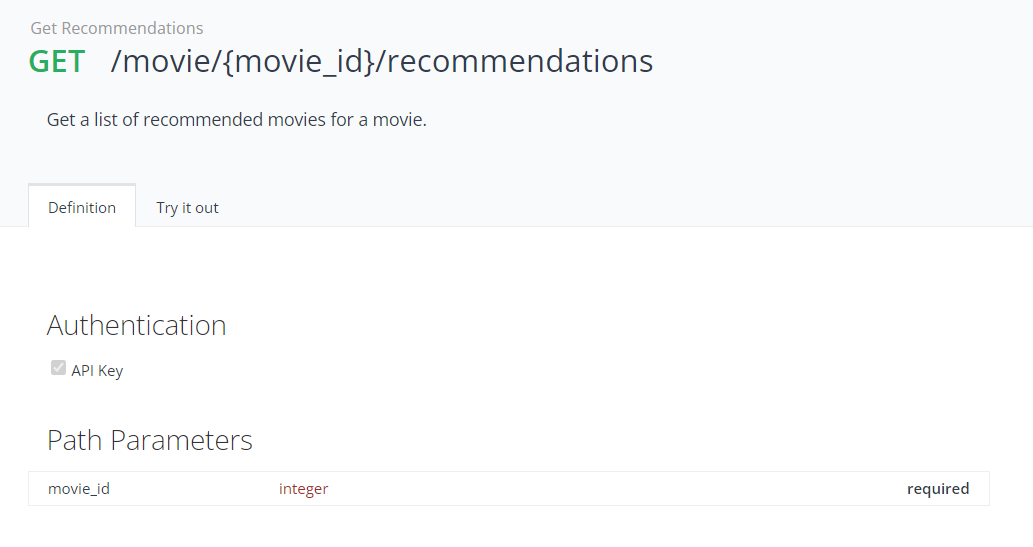 Get Recommendations
GET /movie/{movie_id}/recommendations
Get a list of recommended movies for a movie.
Definition Try it out
Authentication
API Key
Path Parameters
movie_id integer required